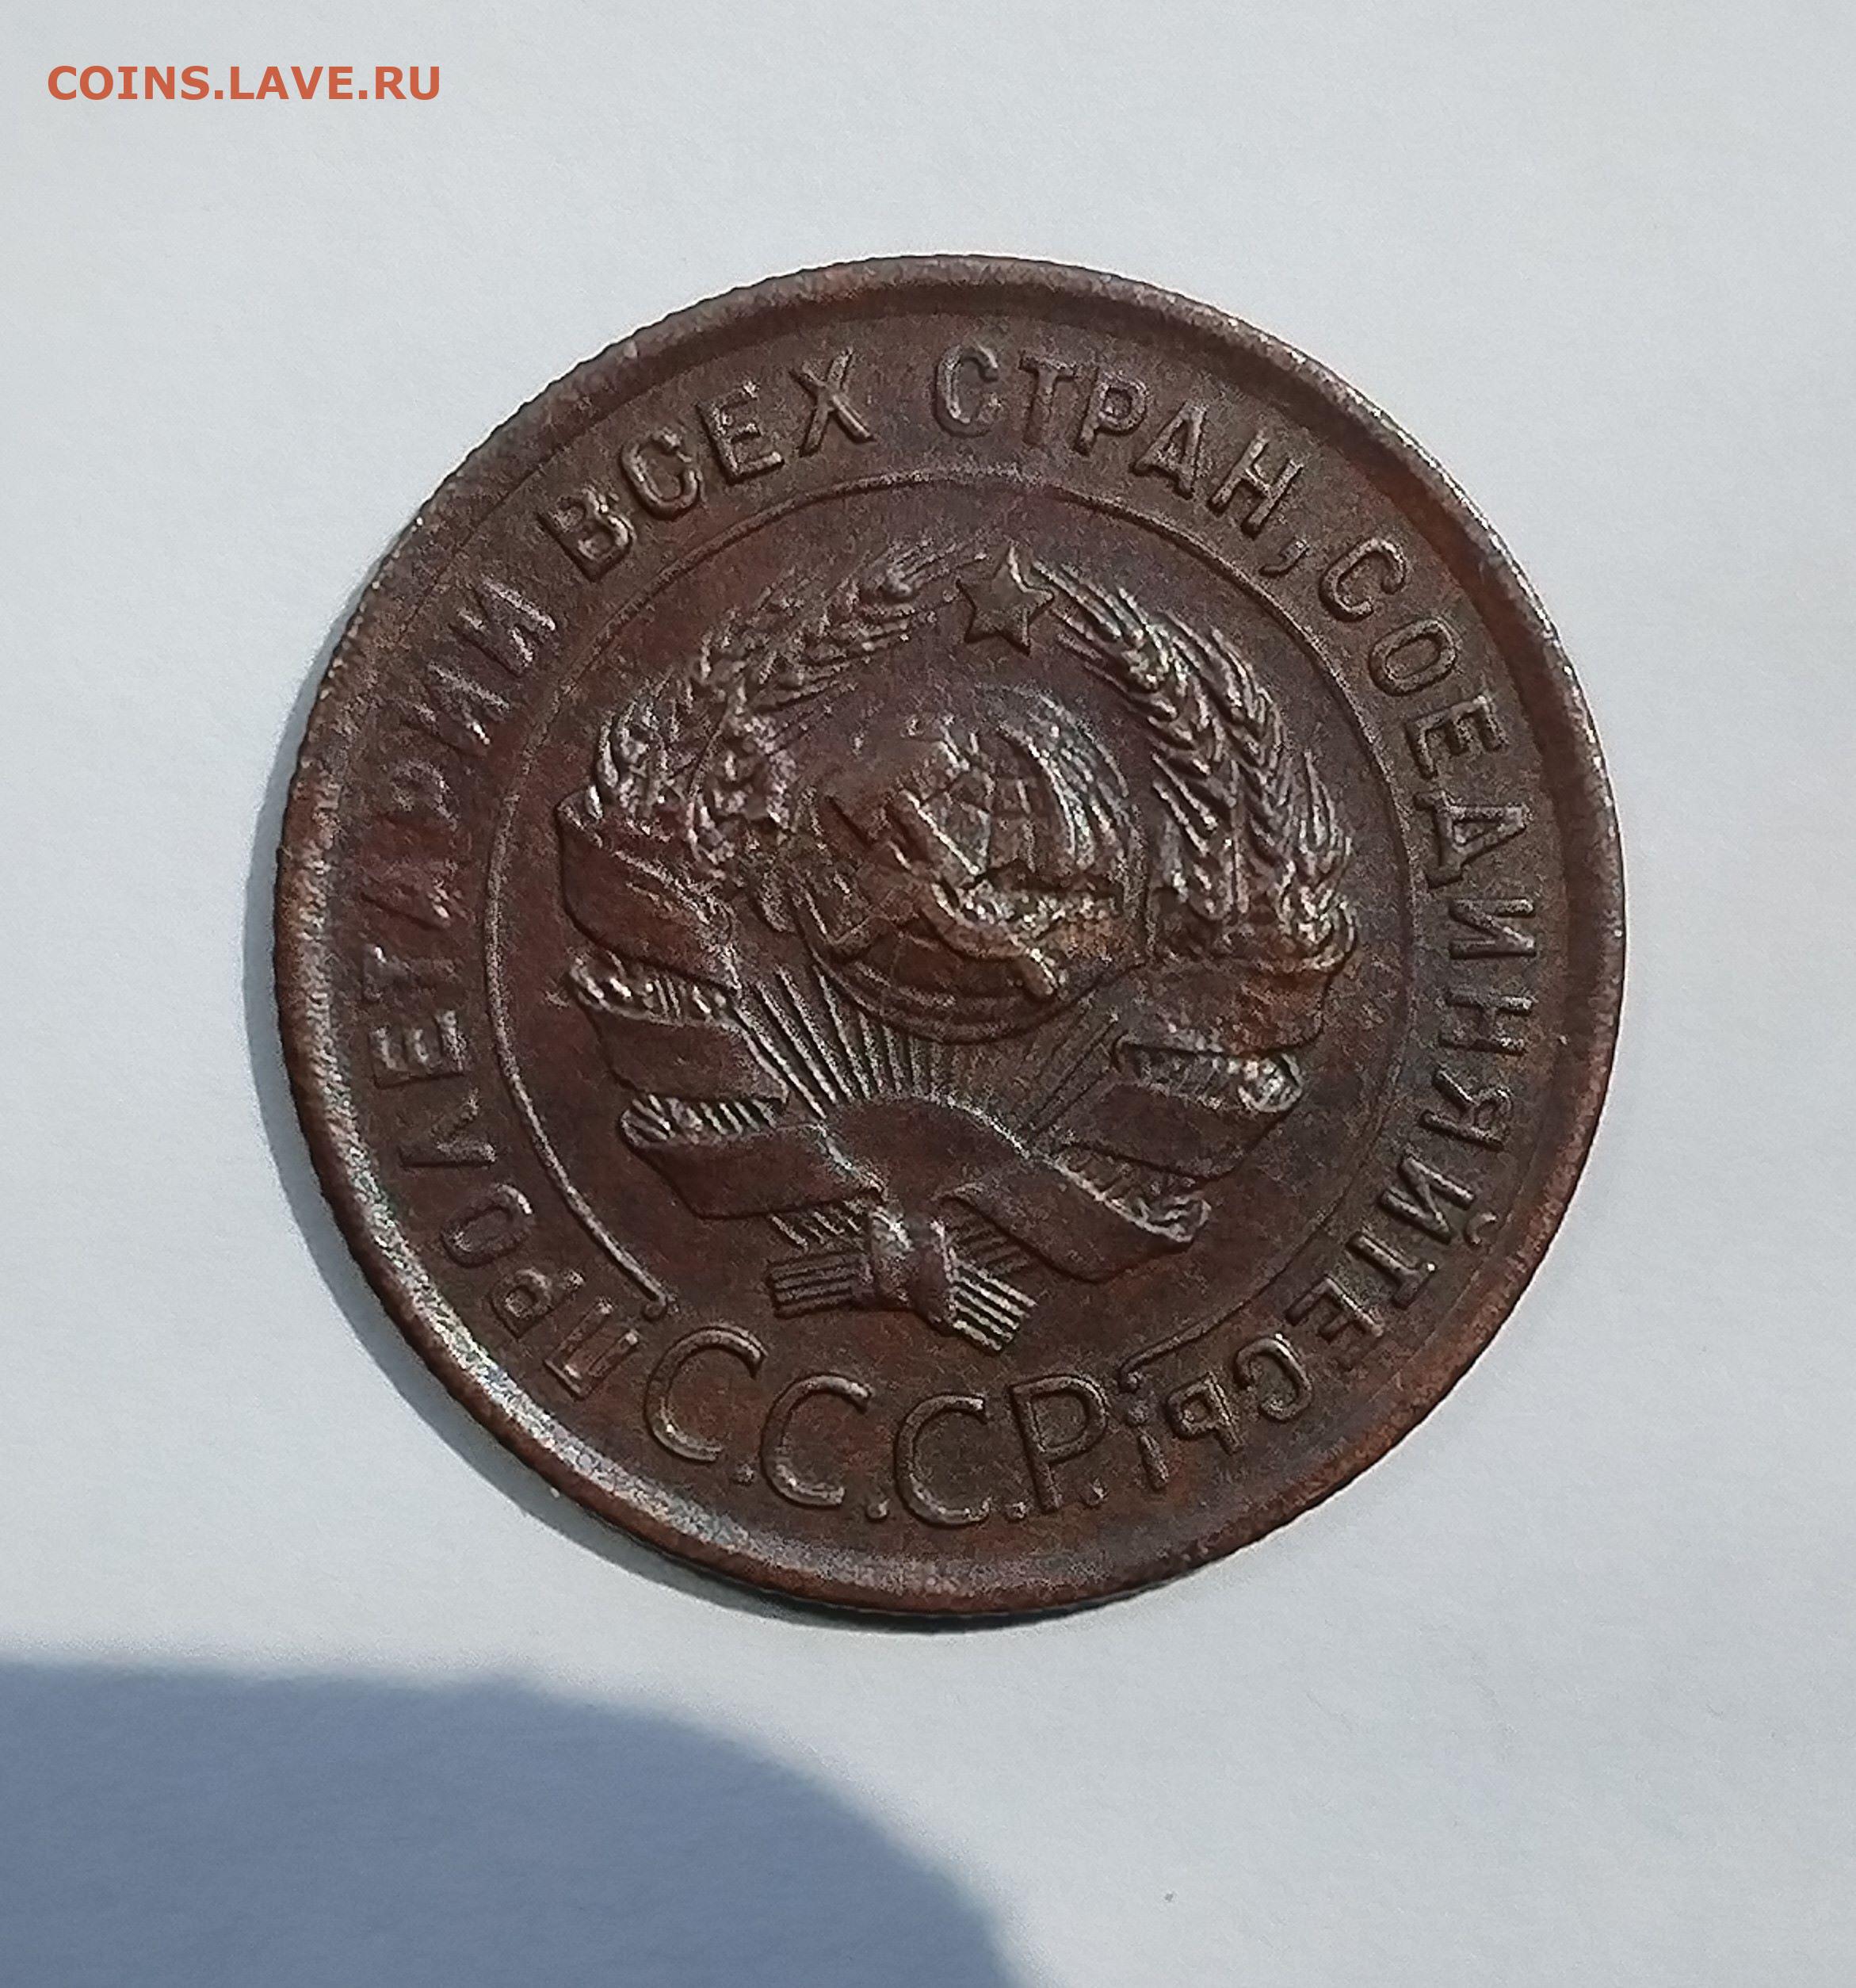 COINS.LAVE.RU
ПРОЛЕТАРИИ ВСЕХ СТРАН, СОЕДИНЯЙТЕСЬ!
С.С.С.Р.